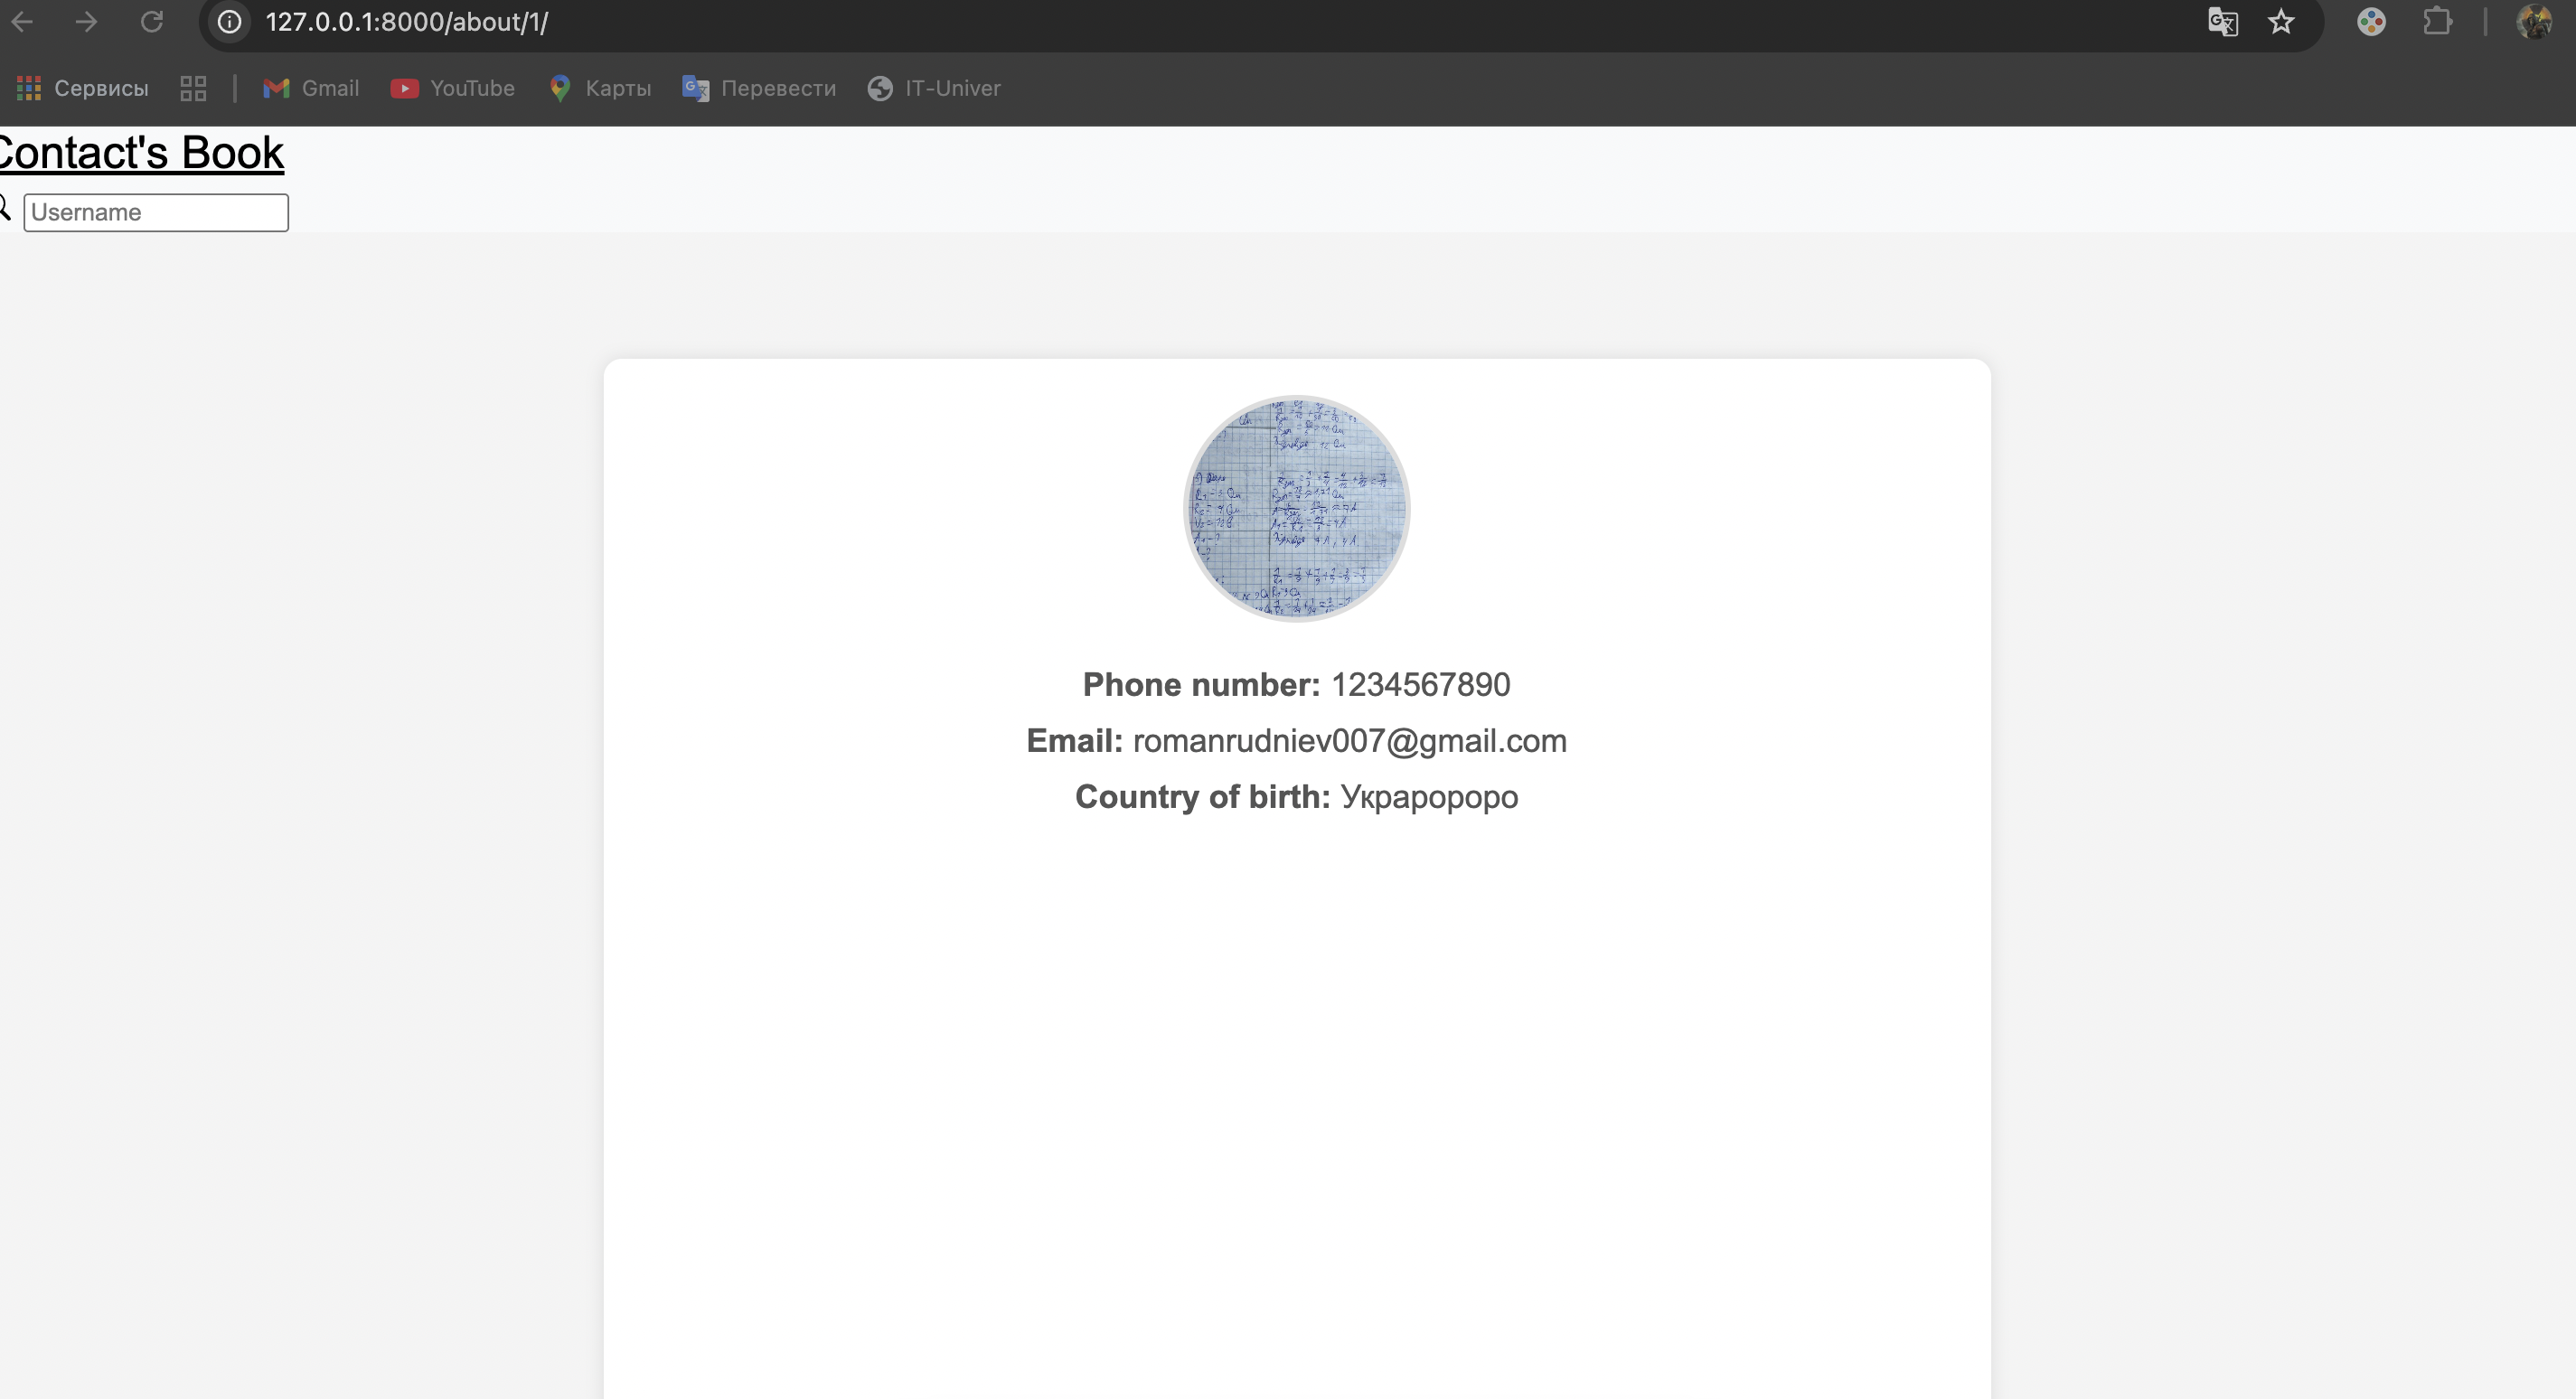 127.0.0.1:8000/about/1/
Сервисы Gmail YouTube Карты Перевести IT-Univer
Contact's Book
Username
Phone number: 1234567890
Email: romanrudniev007@gmail.com
Country of birth: Украророро